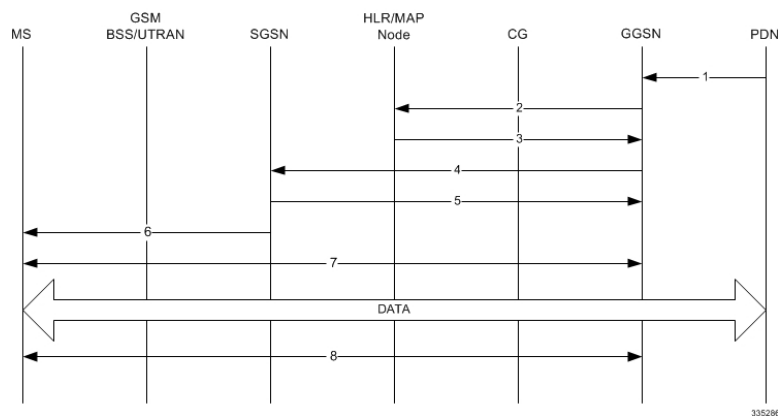 MS
GSM
BSS/UTRAN
SGSN
HLR/MAP
Node
CG
GGSN
PDN
1
2
3
4
5
6
7
DATA
8
335286